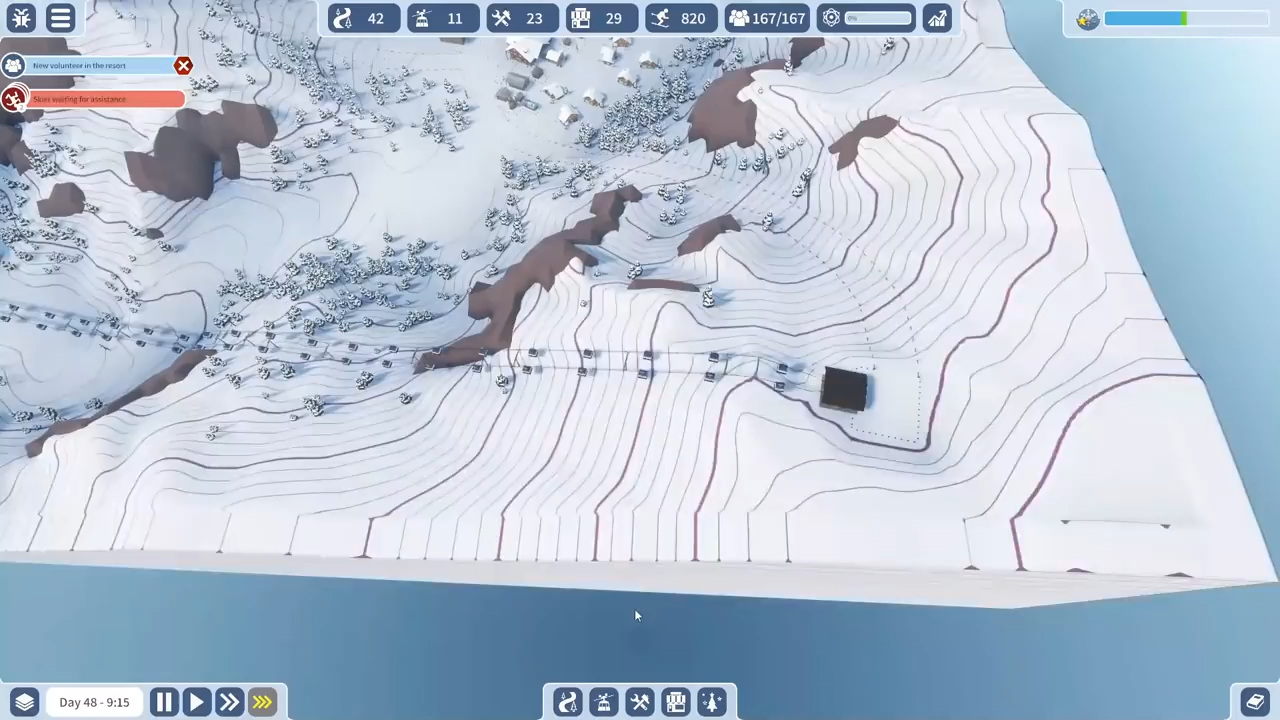 42 11 23 29 820 167/167 0%
New volunteer in the resort
Skiers waiting for assistance
Day 48 - 9:15